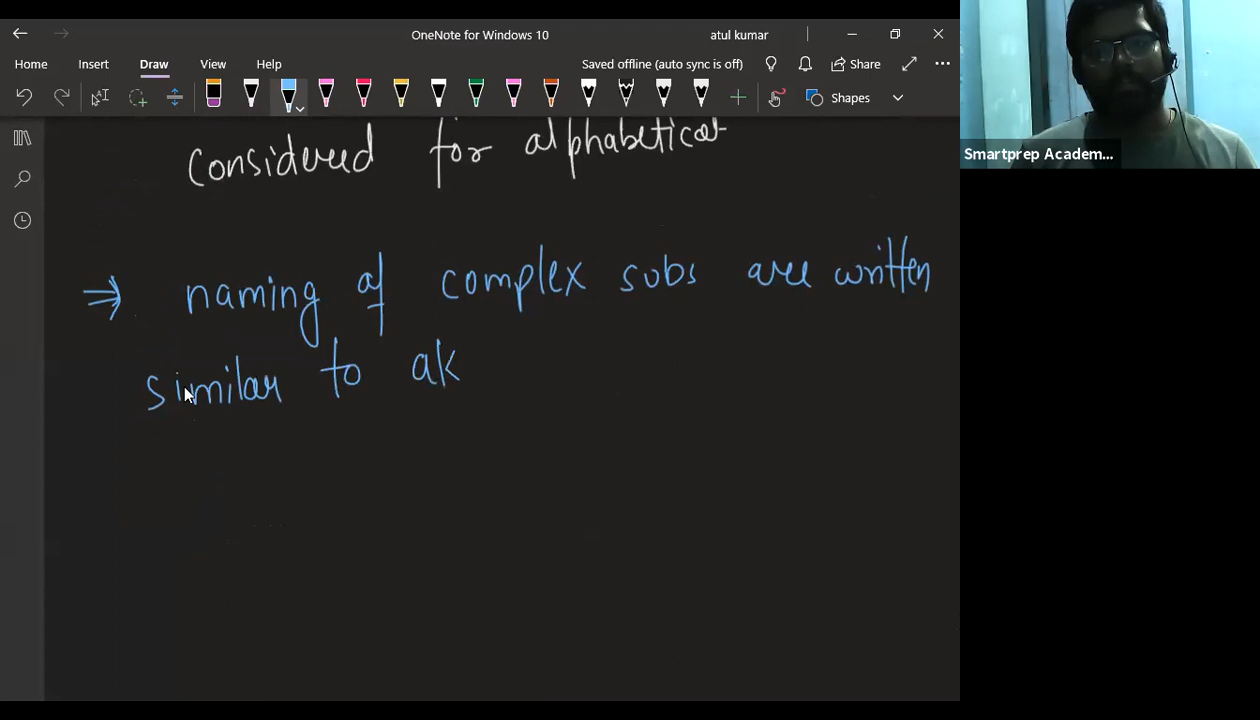 OneNote for Windows 10
atul kumar
Home Insert Draw View Help
Saved offline (auto sync is off)
Share
Shapes
Smartprep Academ...
considered for alphabetical
⇒ naming of complex subs are written
similar to ak